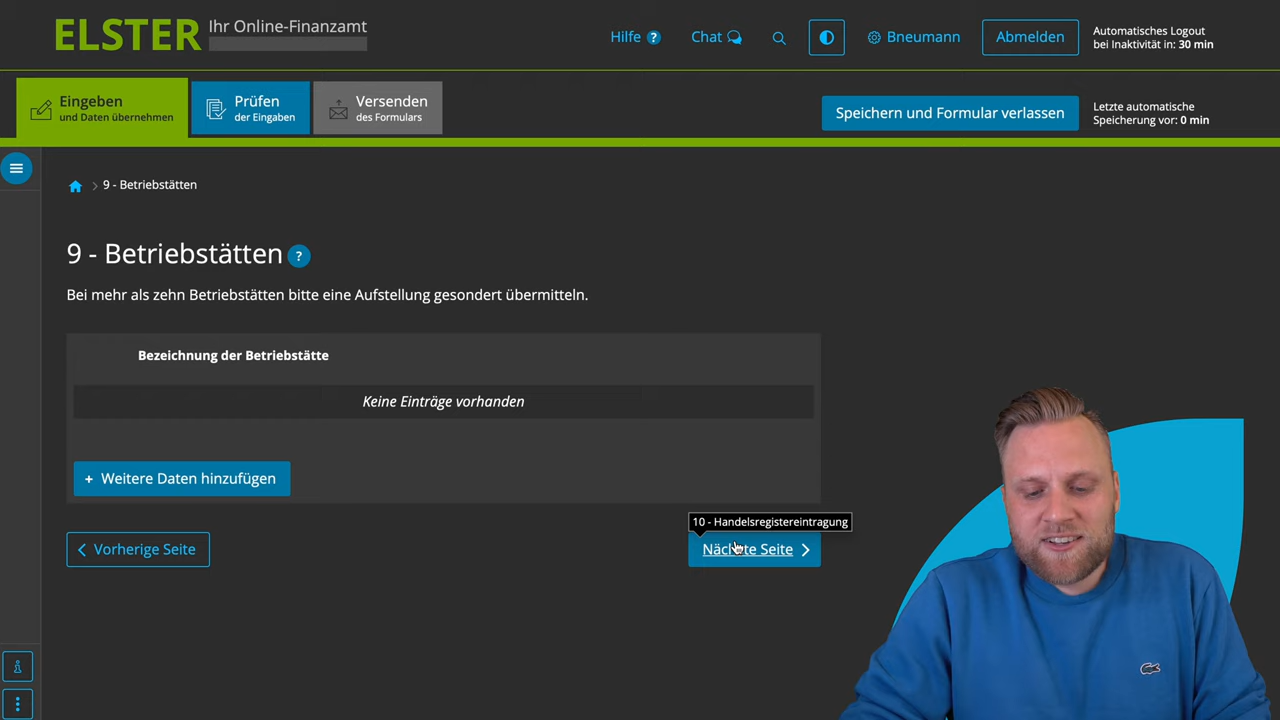 ELSTER
Ihr Online-Finanzamt
Hilfe ?
Chat
Bneumann
Abmelden
Automatisches Logout
bei Inaktivität in: 30 min
Eingeben
und Daten übernehmen
Prüfen
der Eingaben
Versenden
des Formulars
Speichern und Formular verlassen
Letzte automatische
Speicherung vor: 0 min
9 - Betriebstätten
9 - Betriebstätten ?
Bei mehr als zehn Betriebstätten bitte eine Aufstellung gesondert übermitteln.
Bezeichnung der Betriebstätte
Keine Einträge vorhanden
+ Weitere Daten hinzufügen
10 - Handelsregistereintragung
Vorherige Seite
Nächste Seite